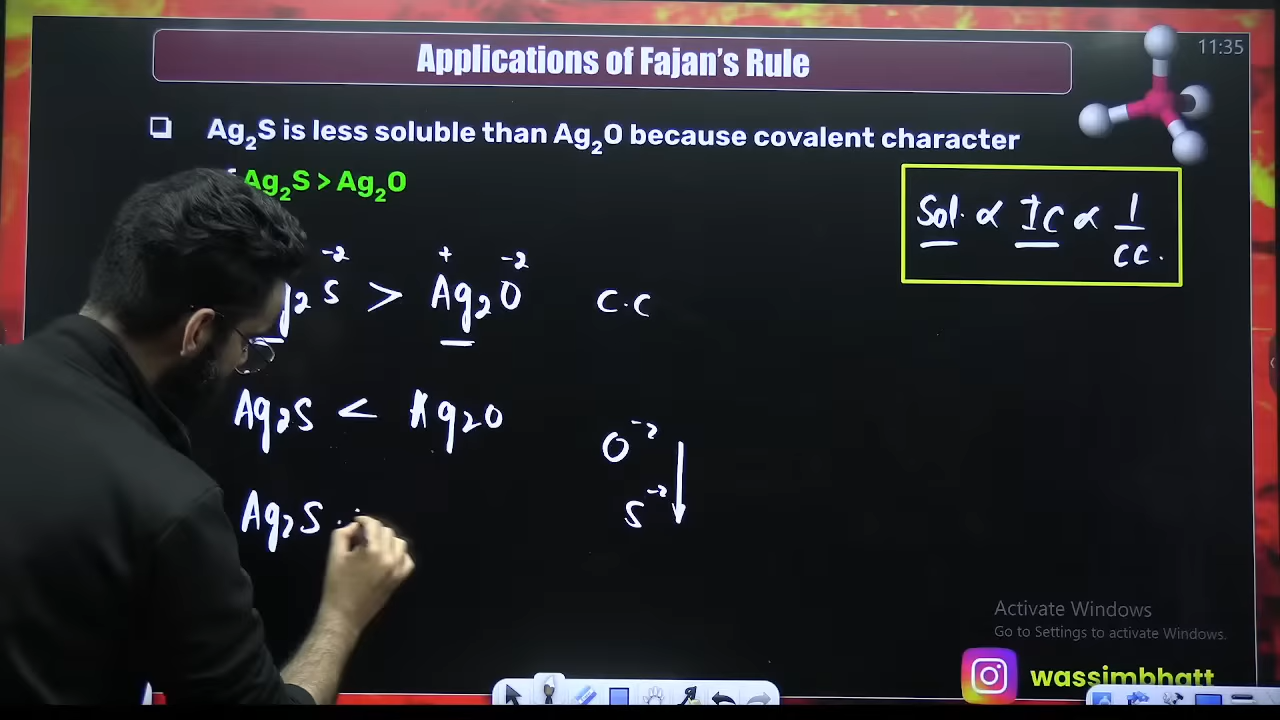 Applications of Fajan's Rule
11:35
❑ Ag₂S is less soluble than Ag₂O because covalent character
Ag₂S > Ag₂O
Sol. ∝ IC ∝ 1/CC.
₂S⁻² > Ag₂⁺O⁻² C.C
Ag₂S < Ag₂O
O⁻²
S⁻²
Ag₂S
Activate Windows
Go to Settings to activate Windows.
wassimbhatt